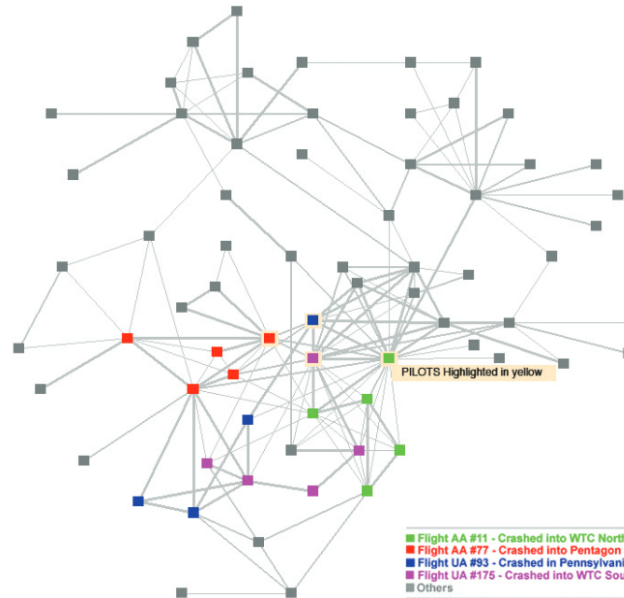 PILOTS Highlighted in yellow
Flight AA #11 - Crashed into WTC North
Flight AA #77 - Crashed into Pentagon
Flight UA #93 - Crashed in Pennsylvani
Flight UA #175 - Crashed into WTC Sou
Others